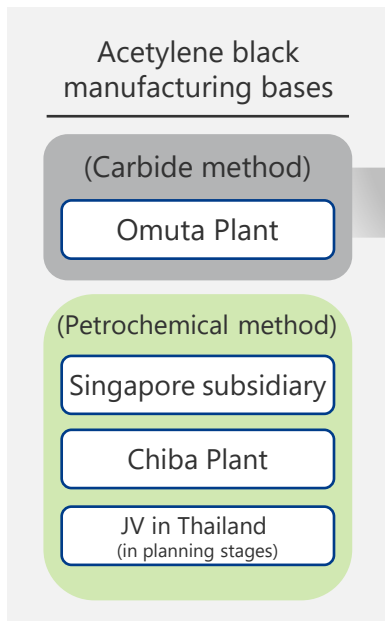 Acetylene black
manufacturing bases
(Carbide method)
Omuta Plant
(Petrochemical method)
Singapore subsidiary
Chiba Plant
JV in Thailand
(in planning stages)